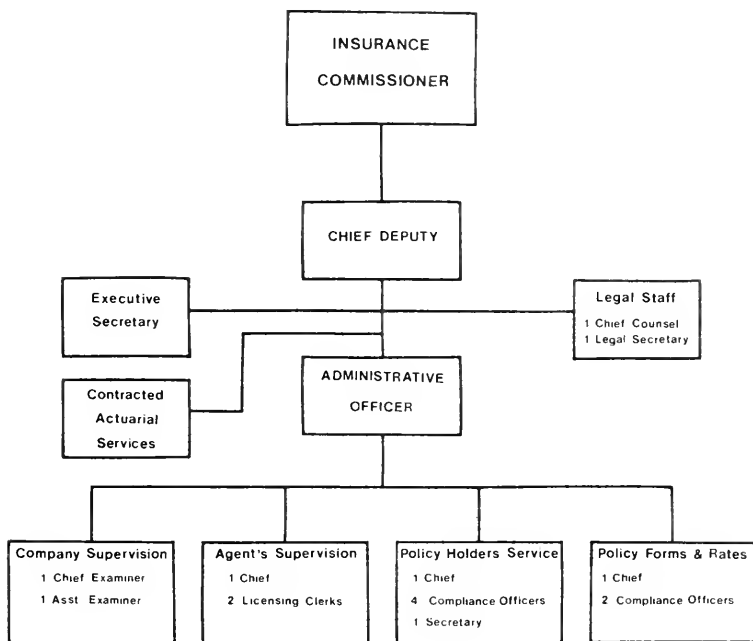 INSURANCE
COMMISSIONER
CHIEF DEPUTY
Executive
Secretary
Legal Staff
1 Chief Counsel
1 Legal Secretary
ADMINISTRATIVE
OFFICER
Contracted
Actuarial
Services
Company Supervision
1 Chief Examiner
1 Asst Examiner
Agent's Supervision
1 Chief
2 Licensing Clerks
Policy Holders Service
1 Chief
4 Compliance Officers
1 Secretary
Policy Forms & Rates
1 Chief
2 Compliance Officers